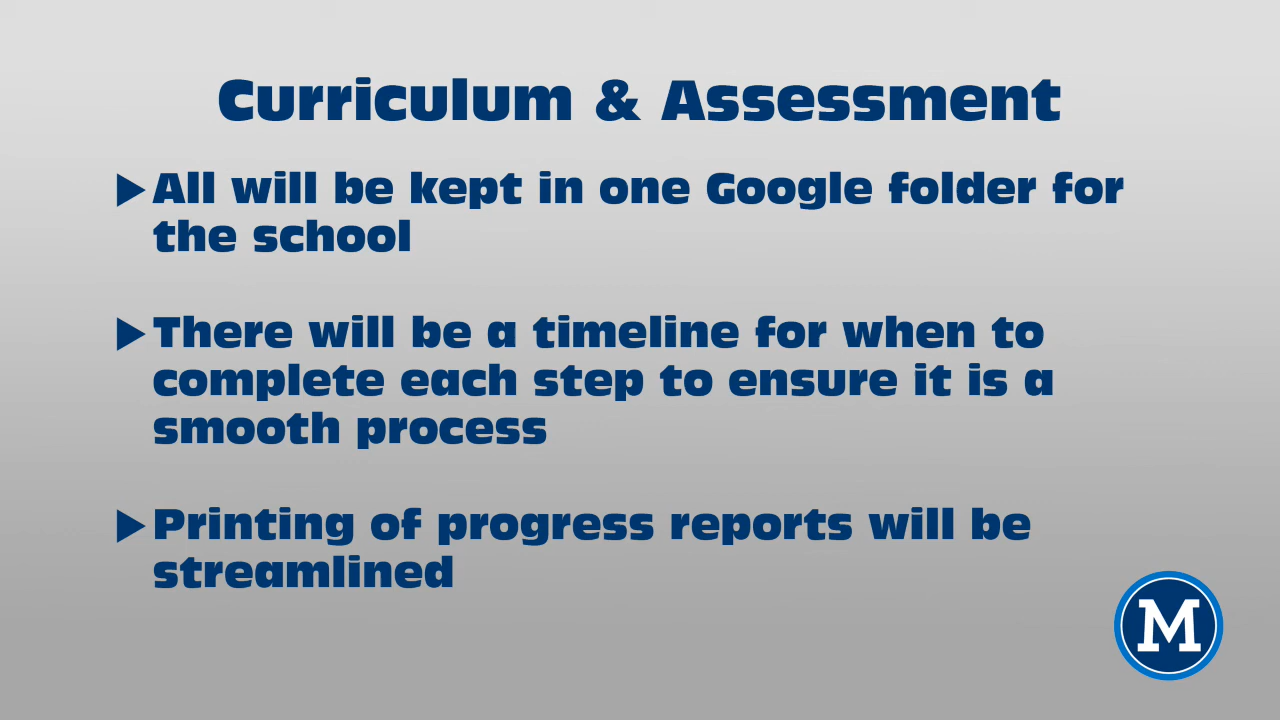 Curriculum & Assessment
▶All will be kept in one Google folder for
the school
▶There will be a timeline for when to
complete each step to ensure it is a
smooth process
▶Printing of progress reports will be
streamlined
M